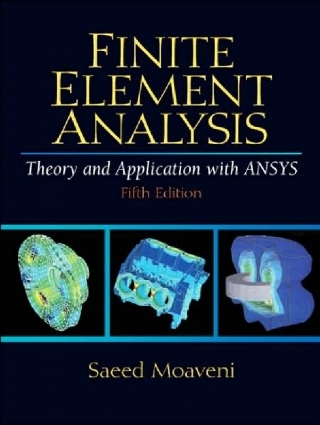 FINITE
ELEMENT
ANALYSIS
Theory and Application with ANSYS
Fifth Edition
Saeed Moaveni